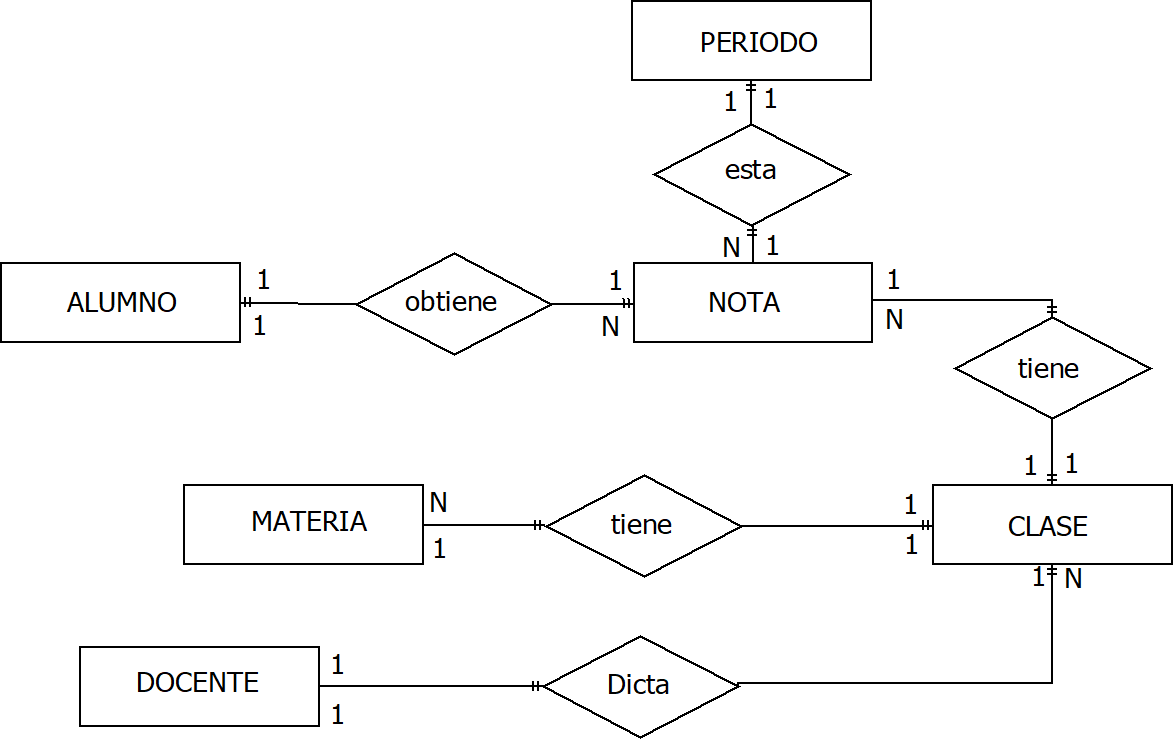 PERIODO
1 1
esta
N 1
ALUMNO
1
1
obtiene
1
N
NOTA
1
N
tiene
1 1
MATERIA
N
1
tiene
1
1
CLASE
1 N
DOCENTE
1
1
Dicta